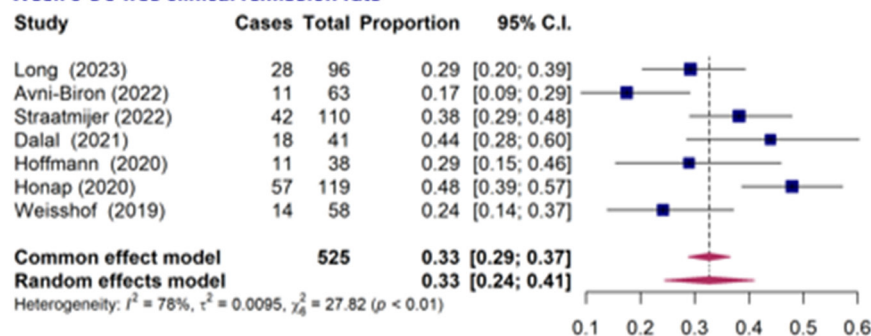 Study Cases Total Proportion 95% C.I.
Long (2023) 28 96 0.29 [0.20; 0.39]
Avni-Biron (2022) 11 63 0.17 [0.09; 0.29]
Straatmijer (2022) 42 110 0.38 [0.29; 0.48]
Dalal (2021) 18 41 0.44 [0.28; 0.60]
Hoffmann (2020) 11 38 0.29 [0.15; 0.46]
Honap (2020) 57 119 0.48 [0.39; 0.57]
Weisshof (2019) 14 58 0.24 [0.14; 0.37]
Common effect model 525 0.33 [0.29; 0.37]
Random effects model 0.33 [0.24; 0.41]
Heterogeneity: I² = 78%, τ² = 0.0095, χ²₆ = 27.82 (p < 0.01)
0.1 0.2 0.3 0.4 0.5 0.6